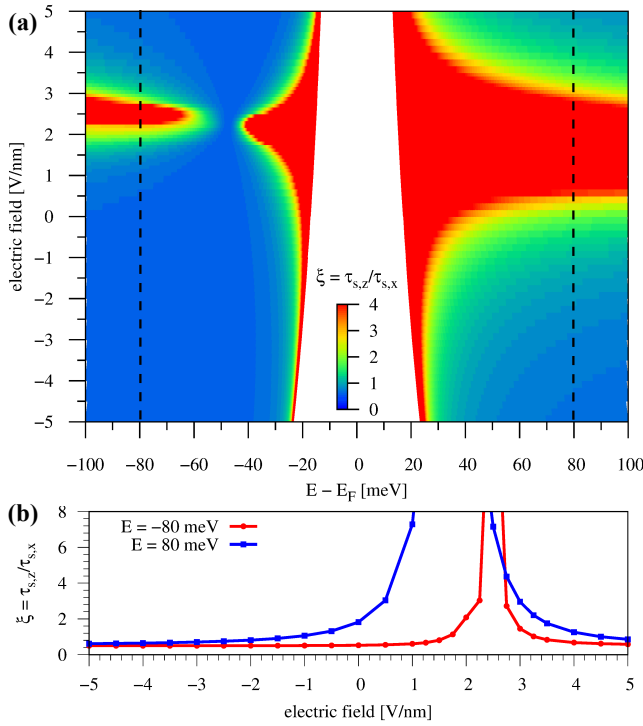 (a)
electric field [V/nm]
5
4
3
2
1
0
−1
−2
−3
−4
−5
ξ = τs,z/τs,x
4
3
2
1
0
−100 −80 −60 −40 −20 0 20 40 60 80 100
E − EF [meV]
(b)
ξ = τs,z/τs,x
8
6
4
2
0
E = −80 meV
E = 80 meV
−5 −4 −3 −2 −1 0 1 2 3 4 5
electric field [V/nm]